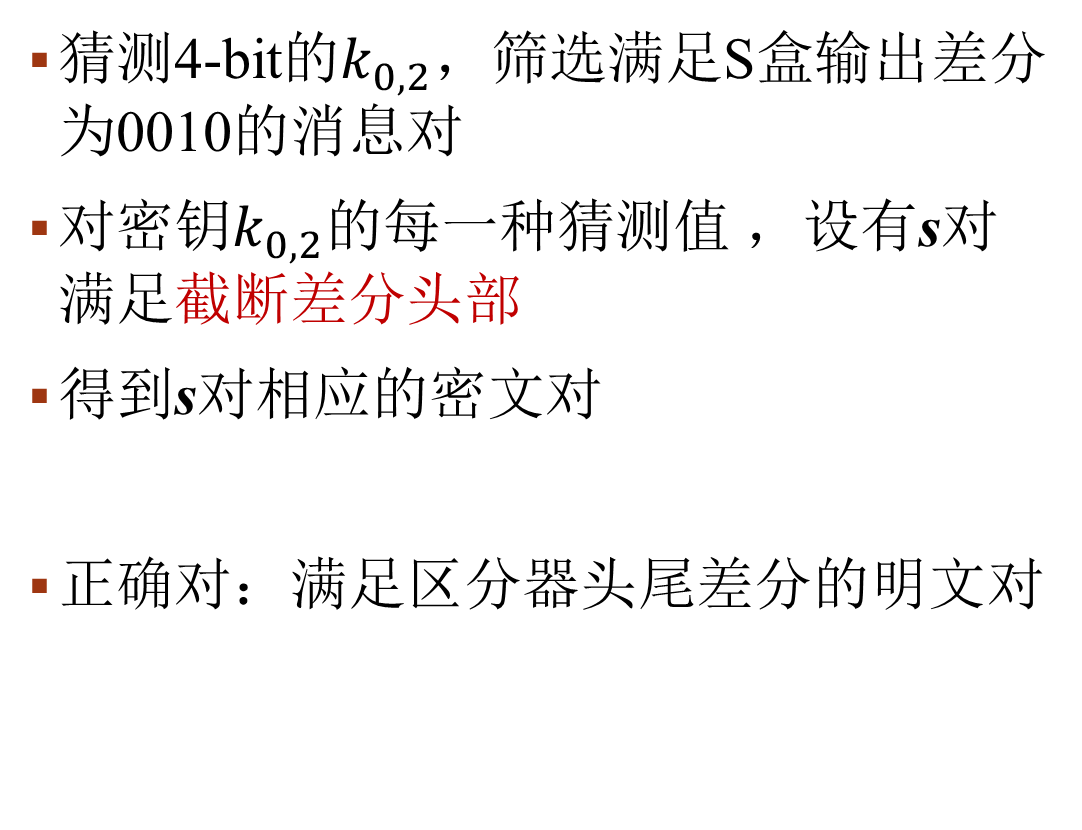 ▪猜测4-bit的𝑘₀,₂，筛选满足S盒输出差分
为0010的消息对
▪对密钥𝑘₀,₂的每一种猜测值 ，设有s对
满足截断差分头部
▪得到s对相应的密文对
▪正确对：满足区分器头尾差分的明文对